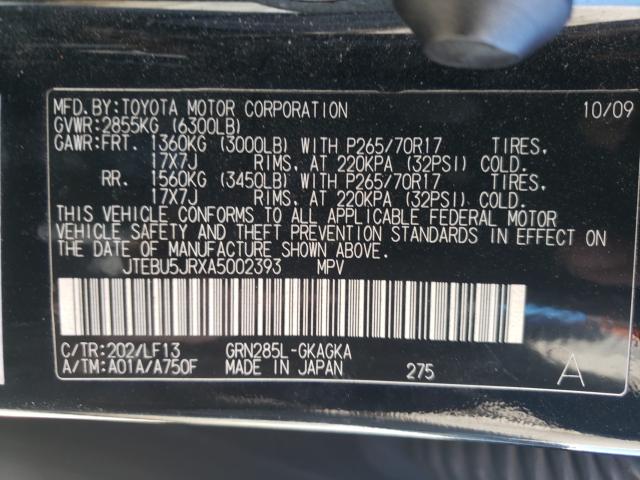 MFD. BY: TOYOTA MOTOR CORPORATION 10/09
GVWR: 2855KG (6300LB)
GAWR: FRT. 1360KG (3000LB) WITH P265/70R17 TIRES,
17X7J RIMS, AT 220KPA (32PSI) COLD.
RR. 1560KG (3450LB) WITH P265/70R17 TIRES,
17X7J RIMS, AT 220KPA (32PSI) COLD.
THIS VEHICLE CONFORMS TO ALL APPLICABLE FEDERAL MOTOR
VEHICLE SAFETY AND THEFT PREVENTION STANDARDS IN EFFECT ON
THE DATE OF MANUFACTURE SHOWN ABOVE.
JTEBU5JRXA5002393 MPV
C/TR: 202/LF13 GRN285L-GKAGKA
A/TM: A01A/A750F MADE IN JAPAN 275 A